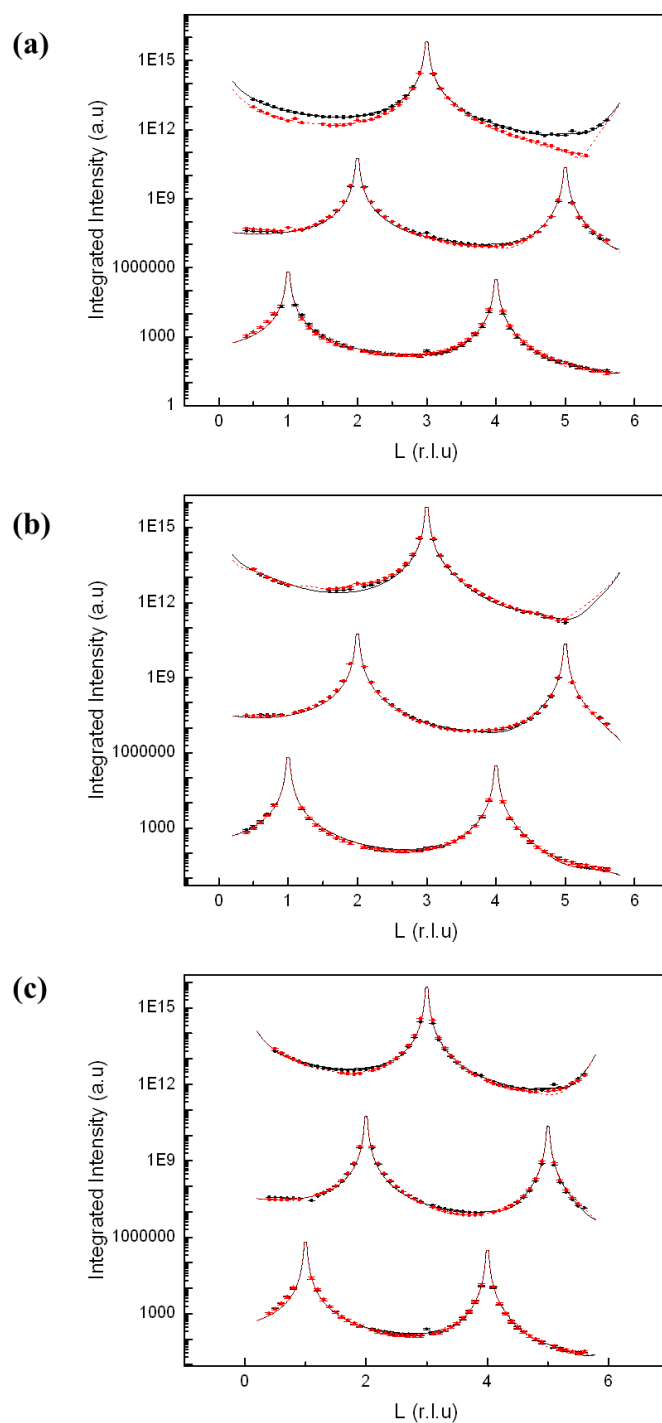 (a)
1E15
1E12
1E9
1000000
1000
1
Integrated Intensity (a.u)
0 1 2 3 4 5 6
L (r.l.u)
(b)
1E15
1E12
1E9
1000000
1000
Integrated Intensity (a.u)
0 1 2 3 4 5 6
L (r.l.u)
(c)
1E15
1E12
1E9
1000000
1000
Integrated Intensity (a.u)
0 2 4 6
L (r.l.u)